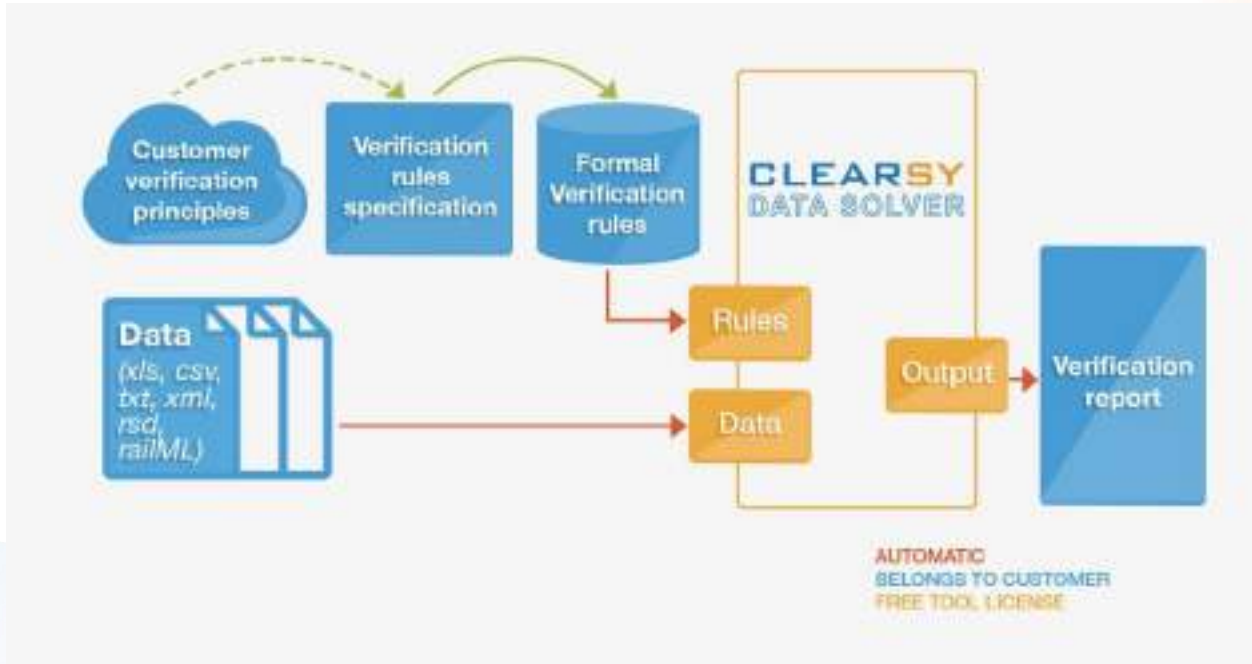 Customer
verification
principles
Verification
rules
specification
Formal
Verification
rules
CLEARSY
DATA SOLVER
Rules
Data
(xls, csv,
txt, xml,
rsd,
railML)
Data
Output
Verification
report
AUTOMATIC
BELONGS TO CUSTOMER
FREE TOOL LICENSE